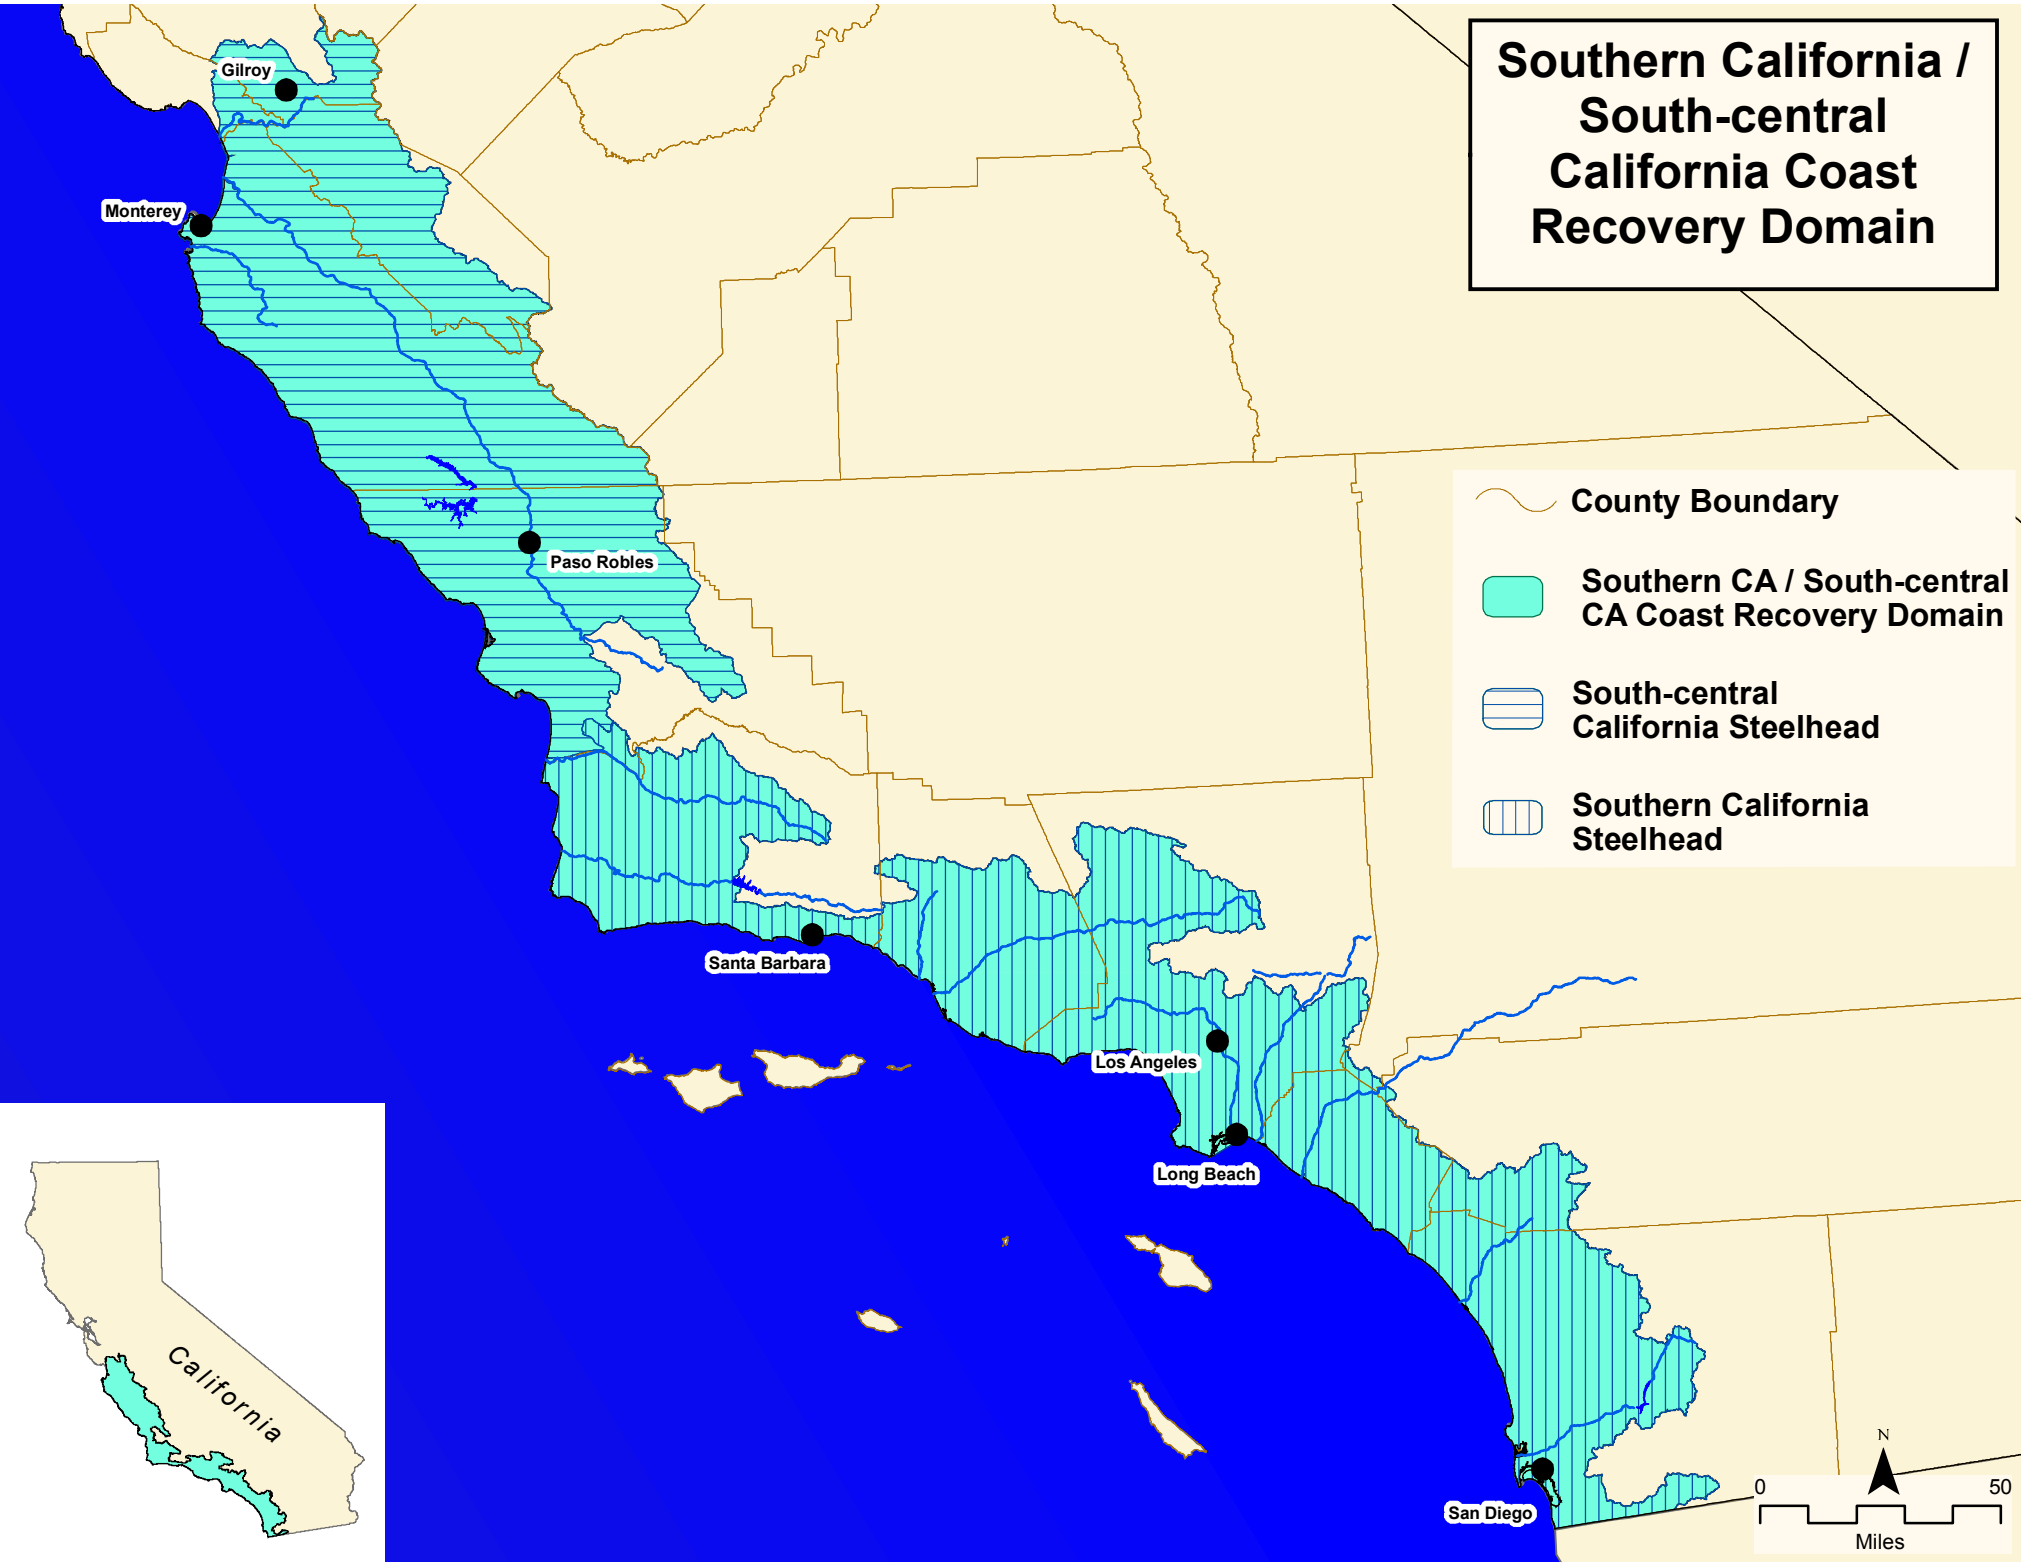 Southern California /
South-central
California Coast
Recovery Domain
Gilroy
Monterey
Paso Robles
Santa Barbara
Los Angeles
Long Beach
San Diego
County Boundary
Southern CA / South-central
CA Coast Recovery Domain
South-central
California Steelhead
Southern California
Steelhead
California
N
0 50
Miles